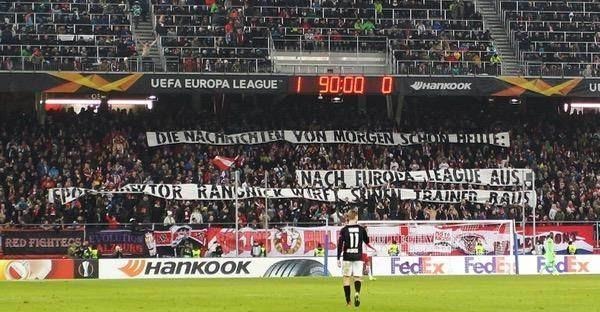 UEFA EUROPA LEAGUE
1 90:00 0
HANKOOK
DIE NACHRICHTEN VON MORGEN SCHON HEUTE:
NACH EUROPA-LEAGUE AUS:
RANGNICK WIRFT SEINEN TRAINER RAUS
RED FIGHTERS
HANKOOK
11
FedEx
FedEx
FedEx